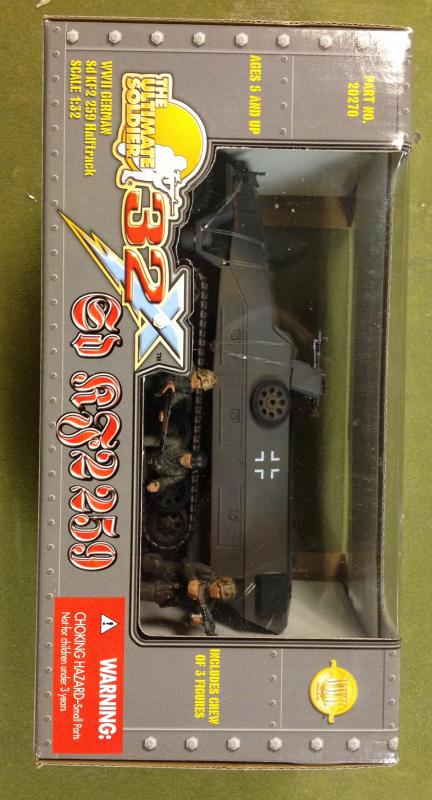 THE
ULTIMATE
SOLDIER
32X
TM
WWII GERMAN
Sd KFZ 259 Halftrack
SCALE 1:32
AGES 5 AND UP
PART NO.
20270
Sd KFZ 259
WARNING:
CHOKING HAZARD-Small Parts
Not for children under 3 years
INCLUDES CREW
OF 3 FIGURES